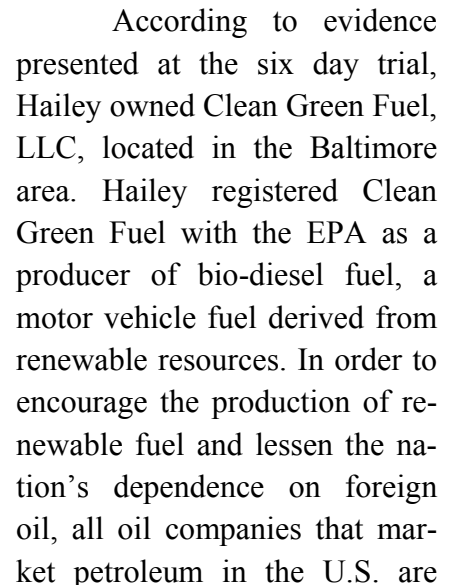 According to evidence
presented at the six day trial,
Hailey owned Clean Green Fuel,
LLC, located in the Baltimore
area. Hailey registered Clean
Green Fuel with the EPA as a
producer of bio-diesel fuel, a
motor vehicle fuel derived from
renewable resources. In order to
encourage the production of re-
newable fuel and lessen the na-
tion’s dependence on foreign
oil, all oil companies that mar-
ket petroleum in the U.S. are